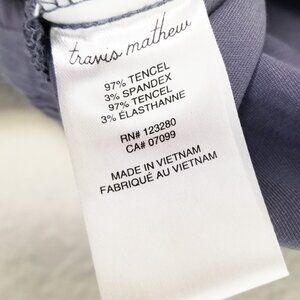 travis mathew
97% TENCEL
3% SPANDEX
97% TENCEL
3% ÉLASTHANNE
RN# 123280
CA# 07099
MADE IN VIETNAM
FABRIQUÉ AU VIETNAM